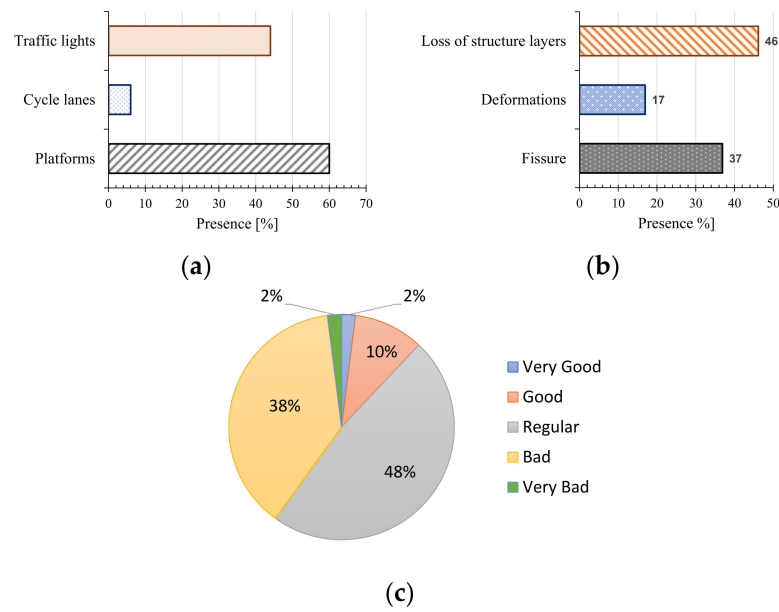 Traffic lights
Cycle lanes
Platforms
0 10 20 30 40 50 60 70
Presence [%]
(a)
Loss of structure layers
46
Deformations
17
Fissure
37
0 10 20 30 40 50
Presence %]
(b)
2% 2%
10%
38%
48%
Very Good
Good
Regular
Bad
Very Bad
(c)